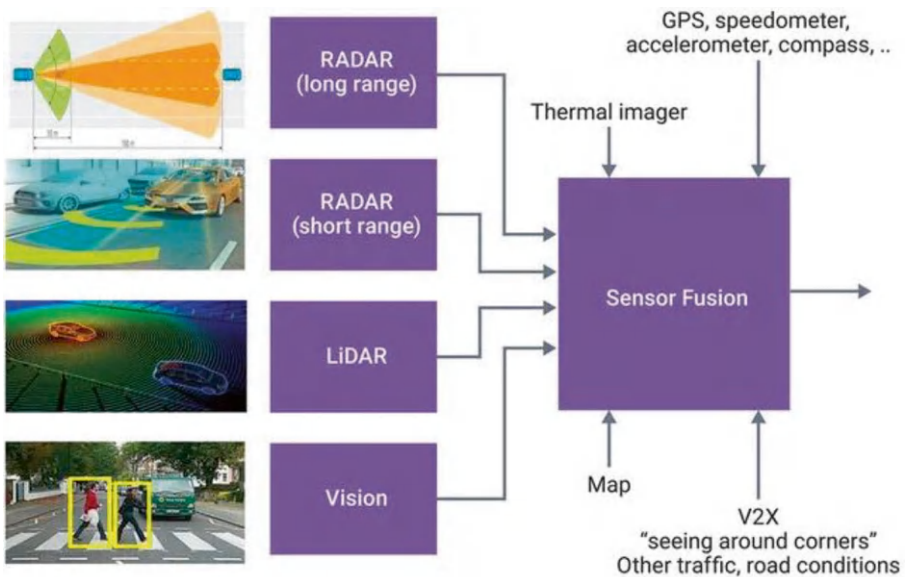 GPS, speedometer,
accelerometer, compass, ..
RADAR
(long range)
Thermal imager
RADAR
(short range)
Sensor Fusion
LiDAR
Vision
Map
V2X
“seeing around corners”
Other traffic, road conditions